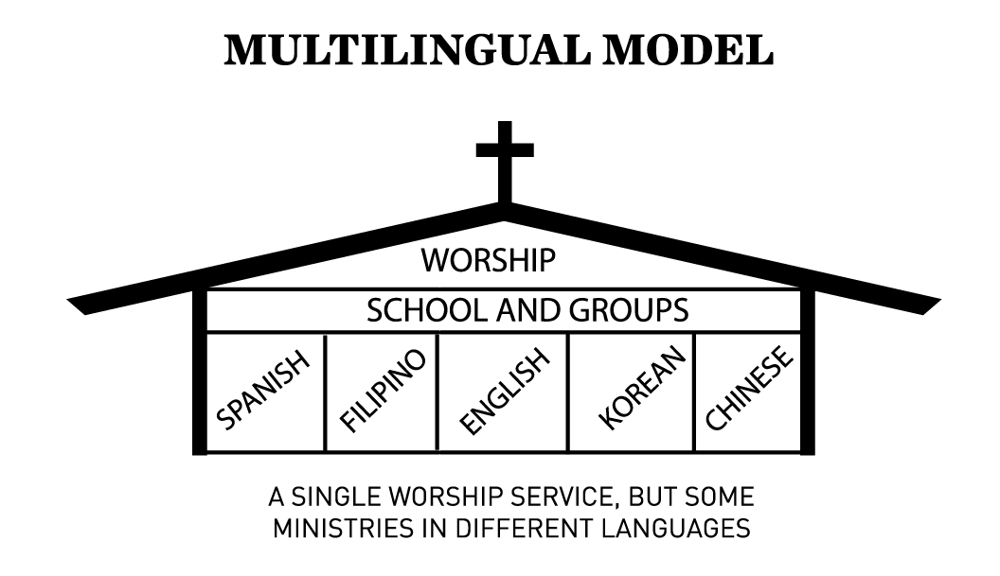 MULTILINGUAL MODEL
WORSHIP
SCHOOL AND GROUPS
SPANISH
FILIPINO
ENGLISH
KOREAN
CHINESE
A SINGLE WORSHIP SERVICE, BUT SOME
MINISTRIES IN DIFFERENT LANGUAGES